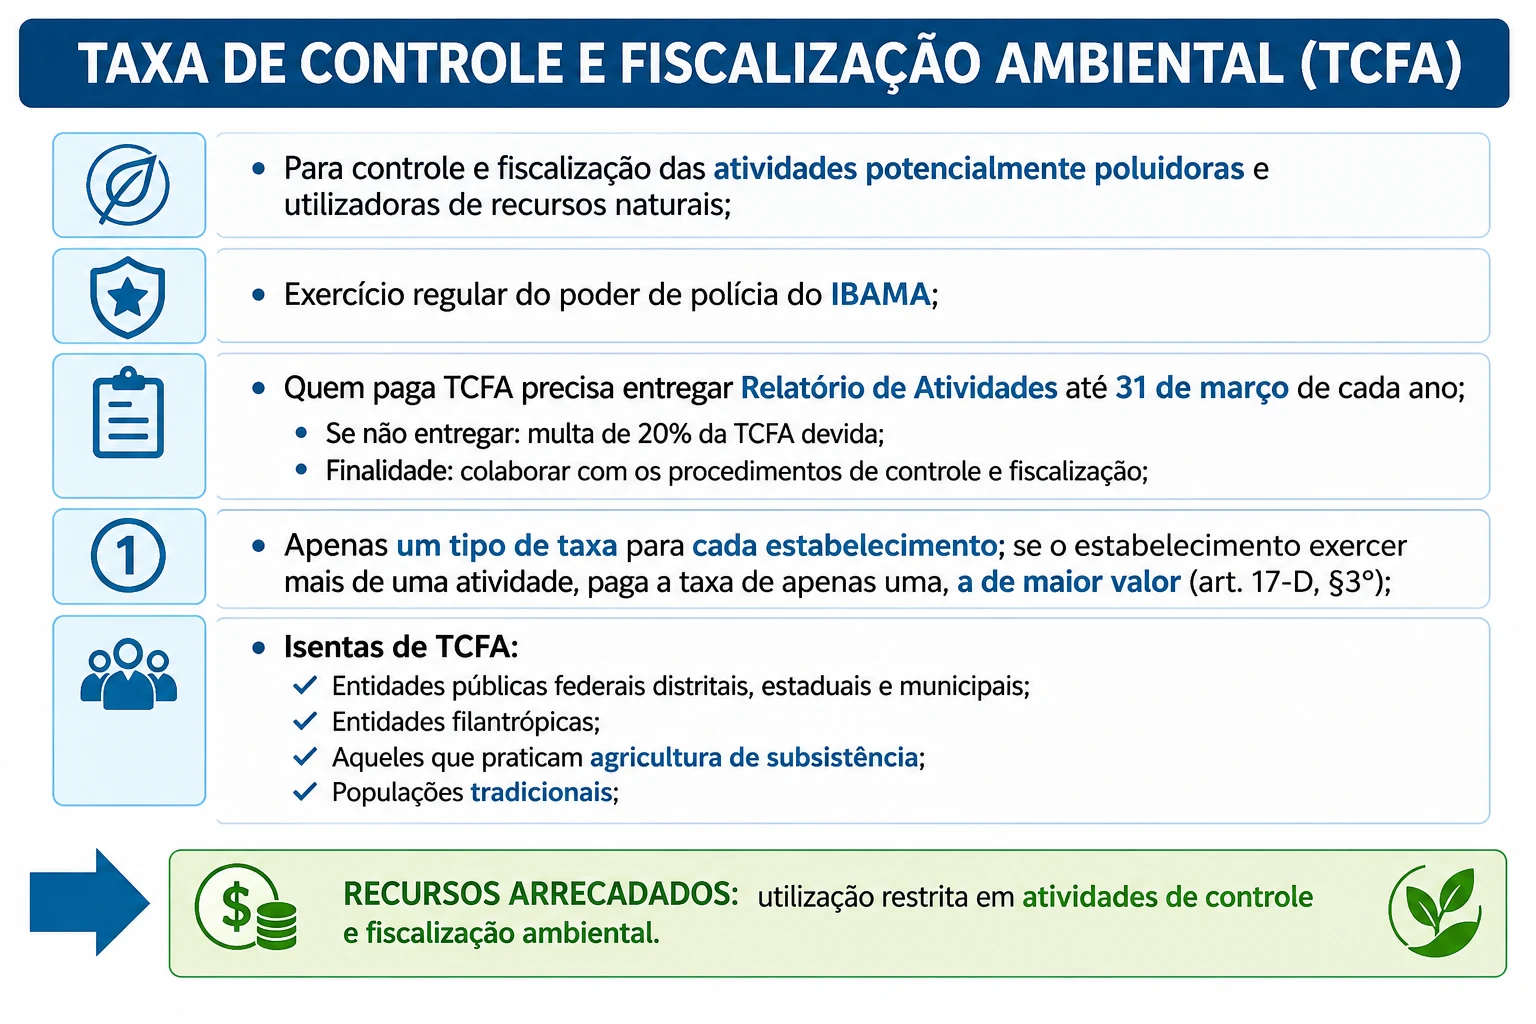 TAXA DE CONTROLE E FISCALIZAÇÃO AMBIENTAL (TCFA)
• Para controle e fiscalização das atividades potencialmente poluidoras e
utilizadoras de recursos naturais;
• Exercício regular do poder de polícia do IBAMA;
• Quem paga TCFA precisa entregar Relatório de Atividades até 31 de março de cada ano;
• Se não entregar: multa de 20% da TCFA devida;
• Finalidade: colaborar com os procedimentos de controle e fiscalização;
1
• Apenas um tipo de taxa para cada estabelecimento; se o estabelecimento exercer
mais de uma atividade, paga a taxa de apenas uma, a de maior valor (art. 17-D, §3º);
• Isentas de TCFA:
✓ Entidades públicas federais distritais, estaduais e municipais;
✓ Entidades filantrópicas;
✓ Aqueles que praticam agricultura de subsistência;
✓ Populações tradicionais;
$
RECURSOS ARRECADADOS: utilização restrita em atividades de controle
e fiscalização ambiental.